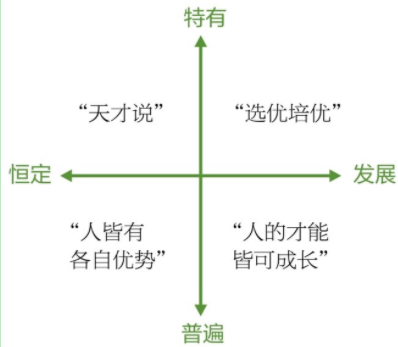 特有
“天才说”
“选优培优”
恒定
发展
“人皆有
各自优势”
“人的才能
皆可成长”
普遍